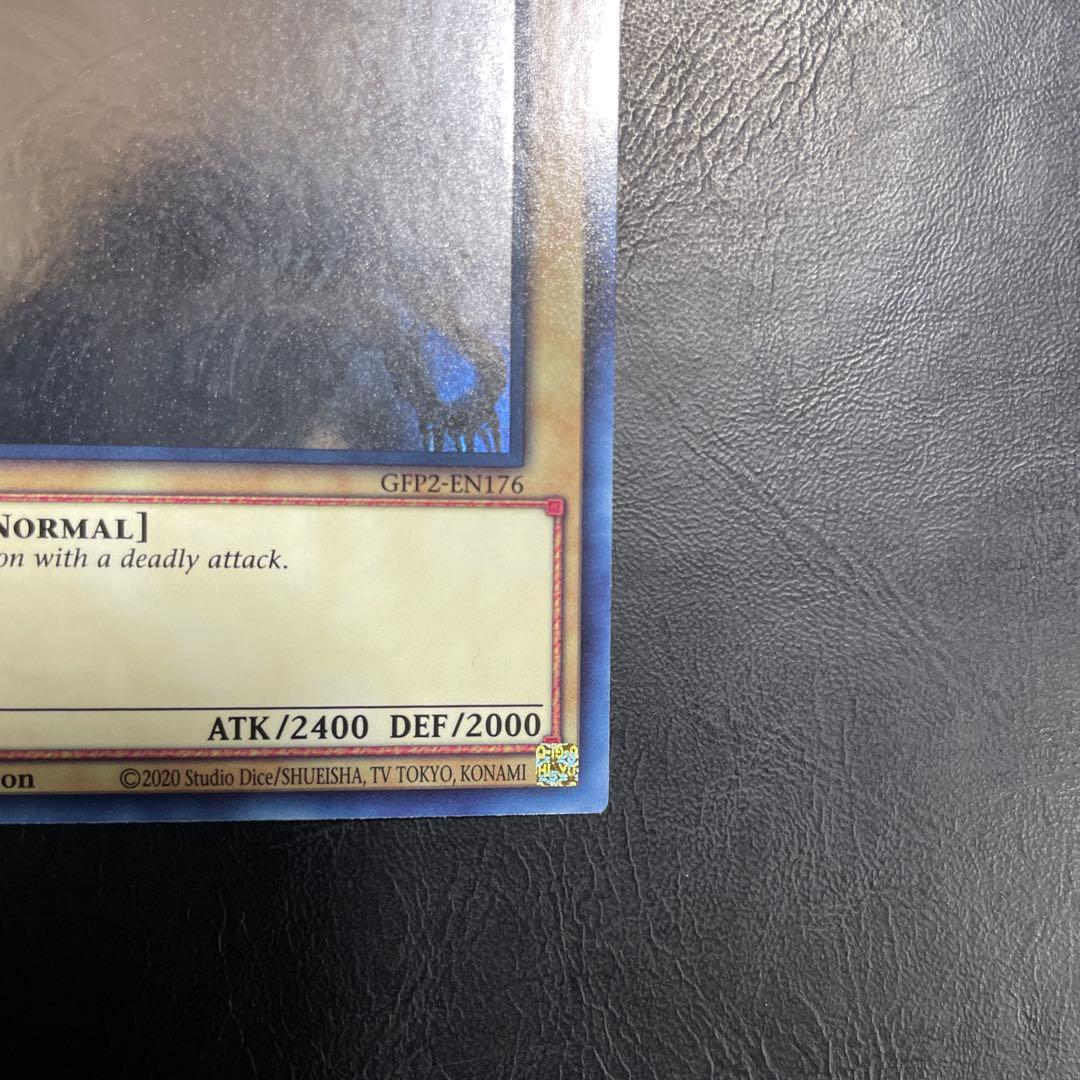 GFP2-EN176
NORMAL]
on with a deadly attack.
ATK/2400 DEF/2000
on ©2020 Studio Dice/SHUEISHA, TV TOKYO, KONAMI